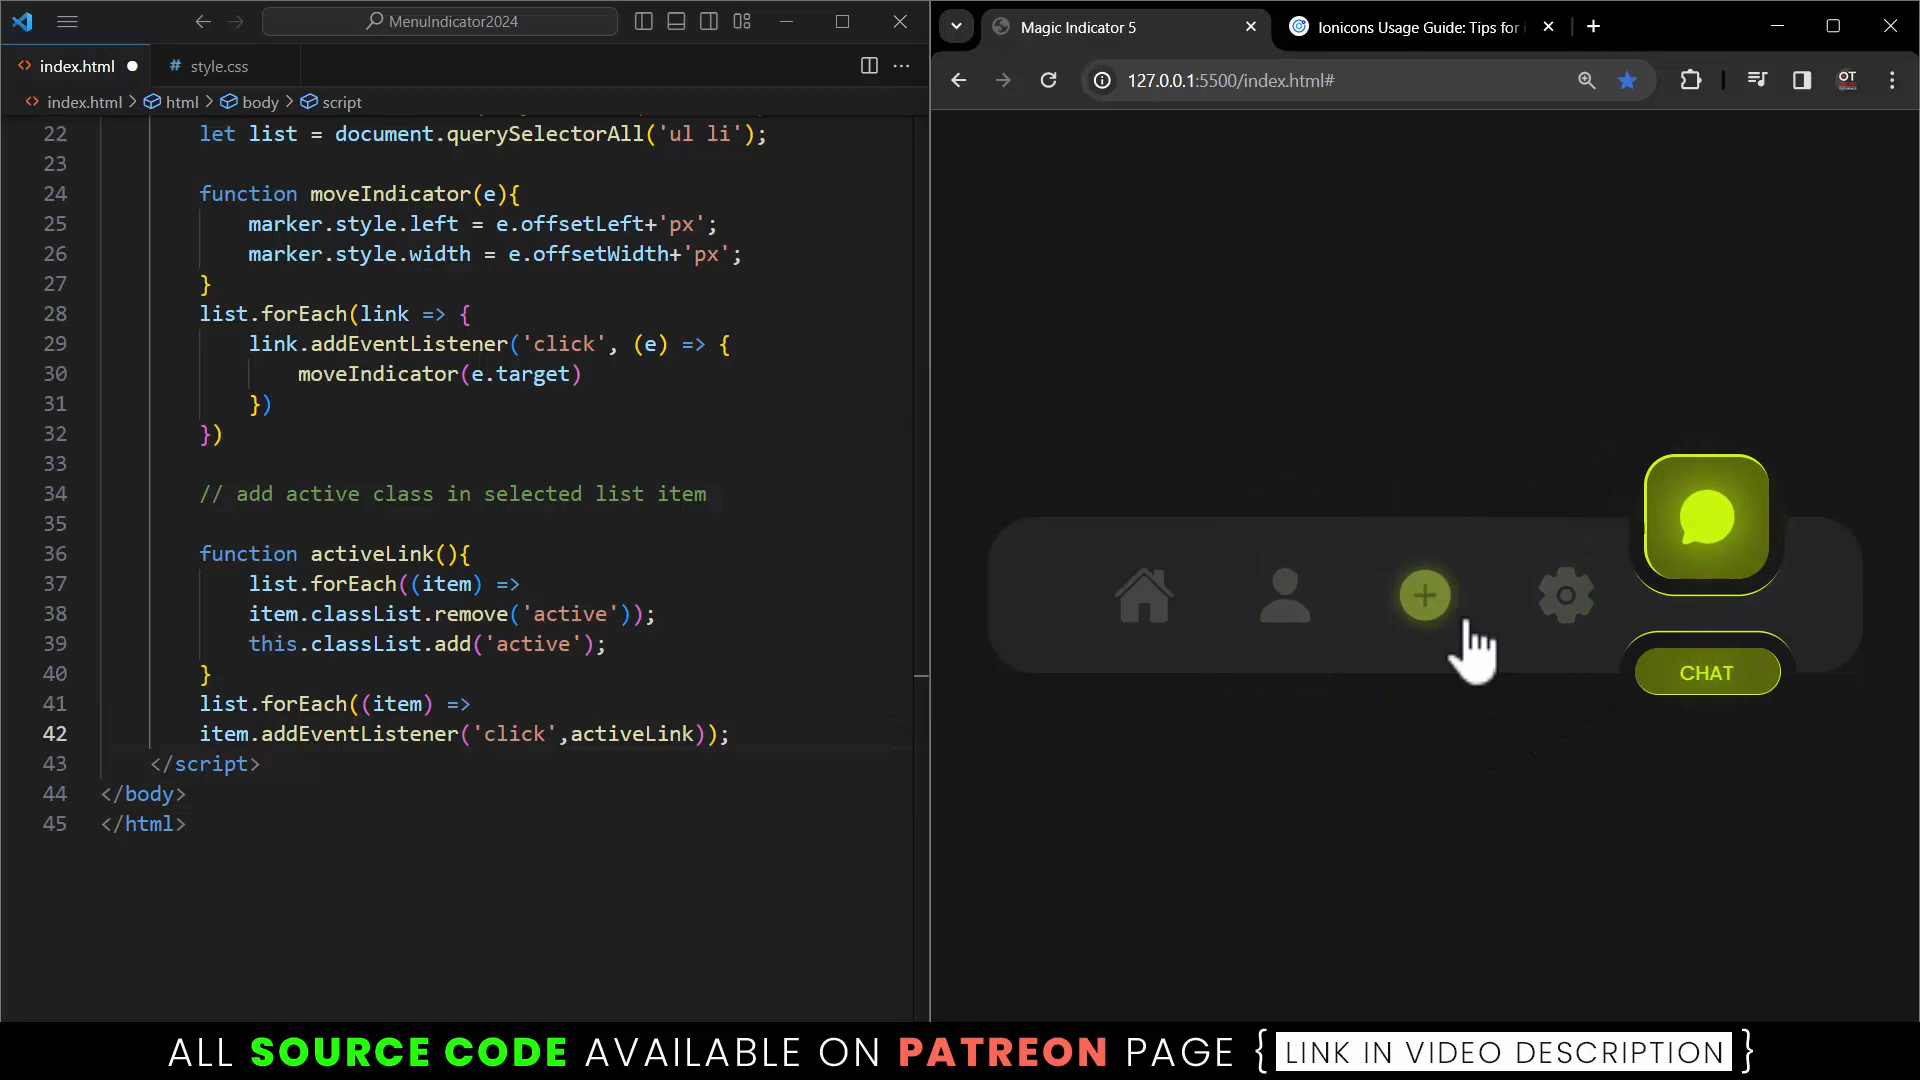 MenuIndicator2024
index.html
style.css
index.html > html > body > script
22 let list = document.querySelectorAll('ul li');
23
24 function moveIndicator(e){
25 marker.style.left = e.offsetLeft+'px';
26 marker.style.width = e.offsetWidth+'px';
27 }
28 list.forEach(link => {
29 link.addEventListener('click', (e) => {
30 moveIndicator(e.target)
31 })
32 })
33
34 // add active class in selected list item
35
36 function activeLink(){
37 list.forEach((item) =>
38 item.classList.remove('active'));
39 this.classList.add('active');
40 }
41 list.forEach((item) =>
42 item.addEventListener('click',activeLink));
43 </script>
44 </body>
45 </html>
Magic Indicator 5
Ionicons Usage Guide: Tips for
127.0.0.1:5500/index.html#
OT
CHAT
ALL SOURCE CODE AVAILABLE ON PATREON PAGE { LINK IN VIDEO DESCRIPTION }